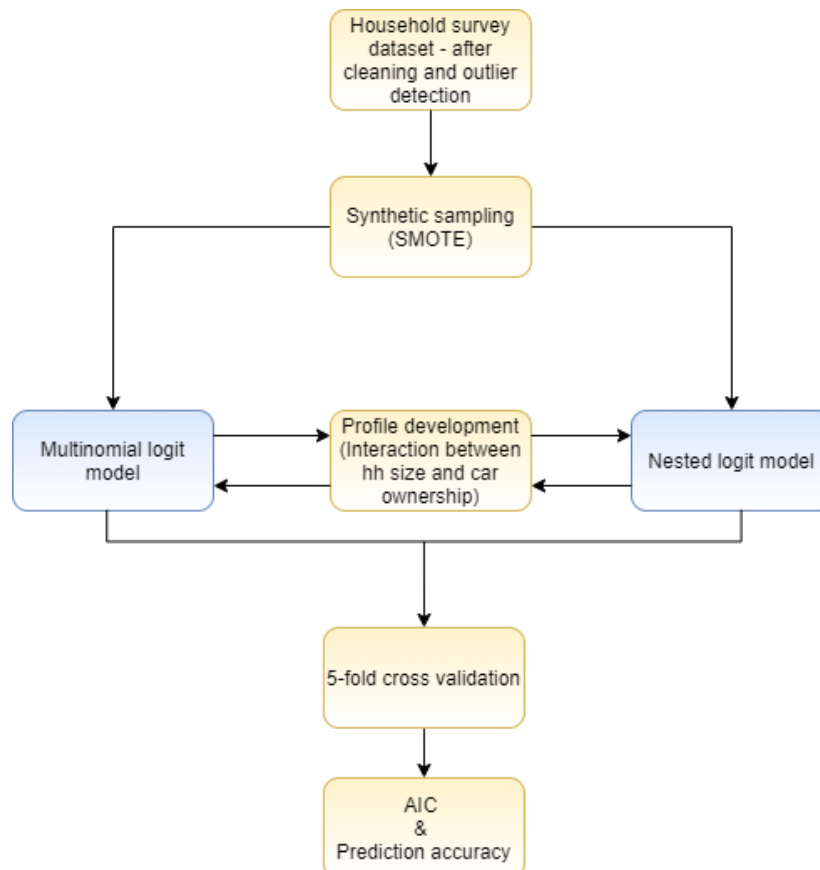 Household survey
dataset - after
cleaning and outlier
detection
Synthetic sampling
(SMOTE)
Multinomial logit
model
Profile development
(Interaction between
hh size and car
ownership)
Nested logit model
5-fold cross validation
AIC
&
Prediction accuracy